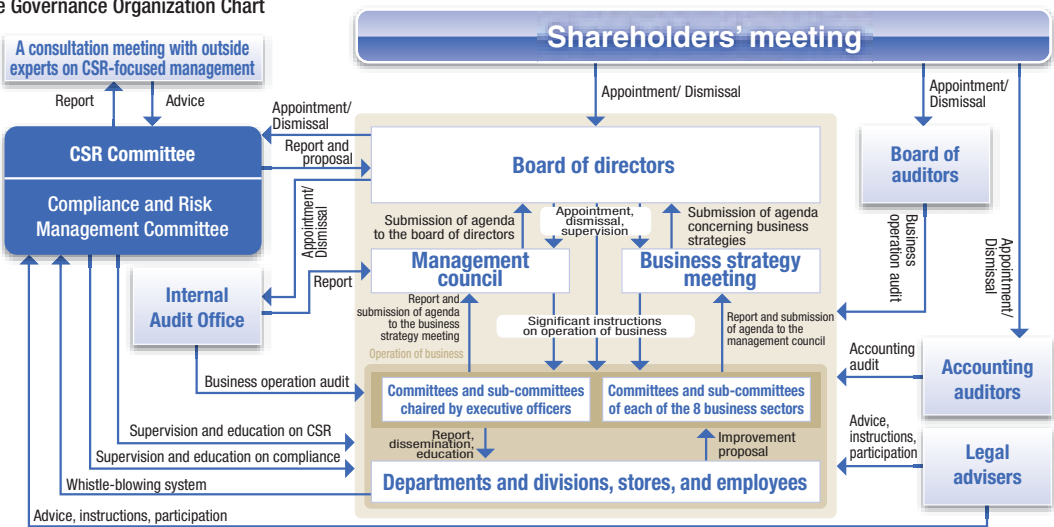 e Governance Organization Chart
Shareholders' meeting
A consultation meeting with outside
experts on CSR-focused management
Report
Advice
Appointment/
Dismissal
Appointment/ Dismissal
Appointment/
Dismissal
CSR Committee
Compliance and Risk
Management Committee
Report and
proposal
Board of directors
Board of
auditors
Appointment/
Dismissal
Submission of agenda
to the board of directors
Appointment,
dismissal,
supervision
Submission of agenda
concerning business
strategies
Business
operation audit
Appointment/
Dismissal
Management
council
Business strategy
meeting
Internal
Audit Office
Report
Report and
submission of agenda
to the business
strategy meeting
Significant instructions
on operation of business
Report and submission
of agenda to the
management council
Operation of business
Accounting
audit
Accounting
auditors
Business operation audit
Committees and sub-committees
chaired by executive officers
Committees and sub-committees
of each of the 8 business sectors
Supervision and education on CSR
Report,
dissemination,
education
Improvement
proposal
Advice,
instructions,
participation
Legal
advisers
Supervision and education on compliance
Whistle-blowing system
Departments and divisions, stores, and employees
Advice, instructions, participation